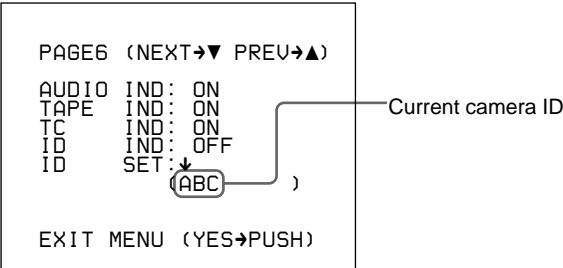 PAGE6 (NEXT→▼ PREV→▲)
AUDIO IND: ON
TAPE IND: ON
TC IND: ON
ID IND: OFF
ID SET:↓
(ABC )
Current camera ID
EXIT MENU (YES→PUSH)